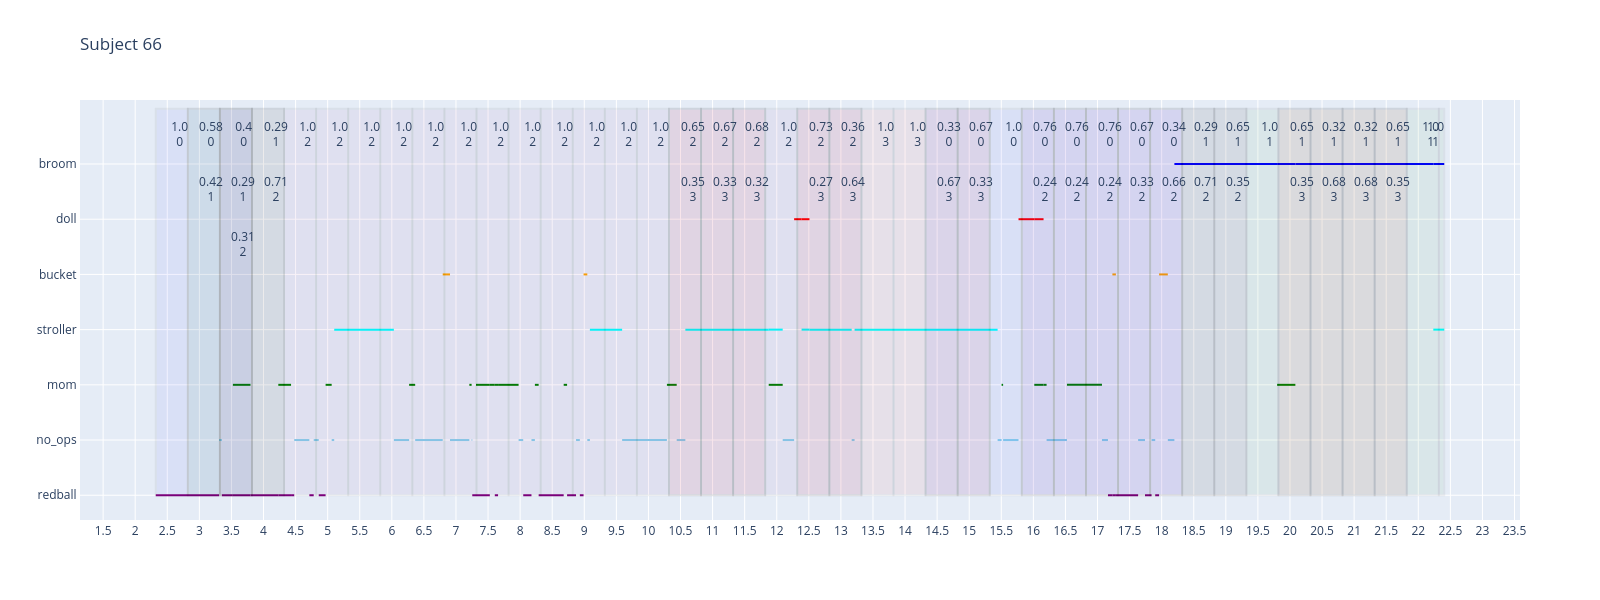 Subject 66
1.0 0.58 0.4 0.29 1.0 1.0 1.0 1.0 1.0 1.0 1.0 1.0 1.0 1.0 1.0 1.0 0.65 0.67 0.68 1.0 0.73 0.36 1.0 1.0 0.33 0.67 1.0 0.76 0.76 0.76 0.67 0.34 0.29 0.65 1.0 0.65 0.32 0.32 0.65 1.0 1.0
0 0 0 1 2 2 2 2 2 2 2 2 2 2 2 2 2 2 2 2 2 2 3 3 0 0 0 0 0 0 0 0 1 1 1 1 1 1 1 1 1
broom
0.42 0.29 0.71 0.35 0.33 0.32 0.27 0.64 0.67 0.33 0.24 0.24 0.24 0.33 0.66 0.71 0.35 0.35 0.68 0.68 0.35
1 1 2 3 3 3 3 3 3 3 2 2 2 2 2 2 2 3 3 3 3
doll
0.31
2
bucket
stroller
mom
no_ops
redball
1.5 2 2.5 3 3.5 4 4.5 5 5.5 6 6.5 7 7.5 8 8.5 9 9.5 10 10.5 11 11.5 12 12.5 13 13.5 14 14.5 15 15.5 16 16.5 17 17.5 18 18.5 19 19.5 20 20.5 21 21.5 22 22.5 23 23.5